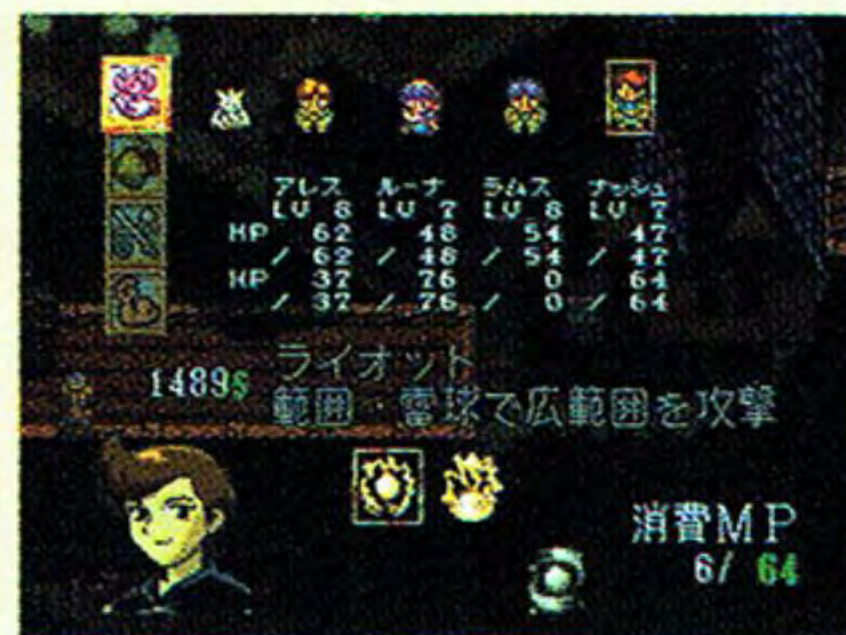 アレス ルーナ ラムス ナッシュ
LV 8 LV 7 LV 8 LV 7
HP 62 48 54 47
/ 62 / 48 / 54 / 47
MP 37 76 0 64
/ 37 / 76 / 0 / 64
1489S ライオット
範囲・雷球で広範囲を攻撃
消費MP
6/ 64